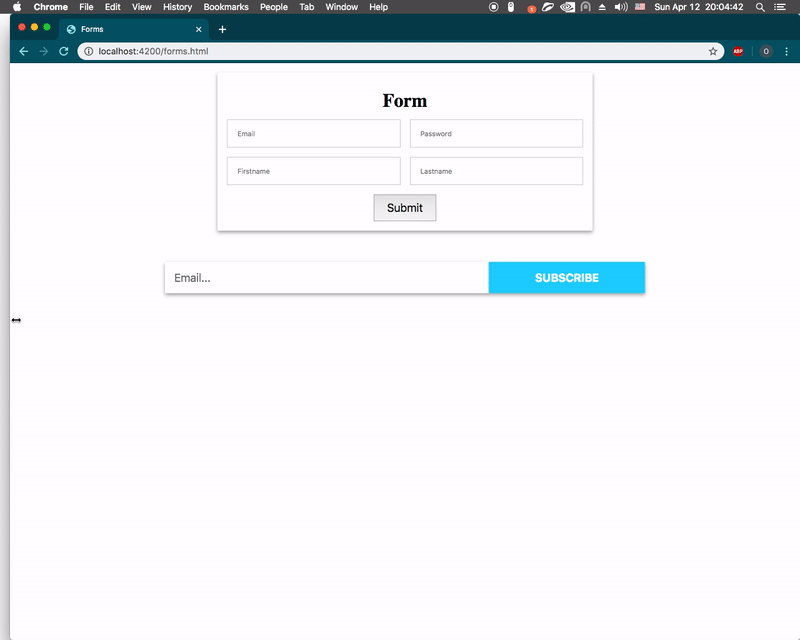 Chrome File Edit View History Bookmarks People Tab Window Help Sun Apr 12 20:04:42
Forms
localhost:4200/forms.html ABP O
Form
Email Password
Firstname Lastname
Submit
Email... SUBSCRIBE